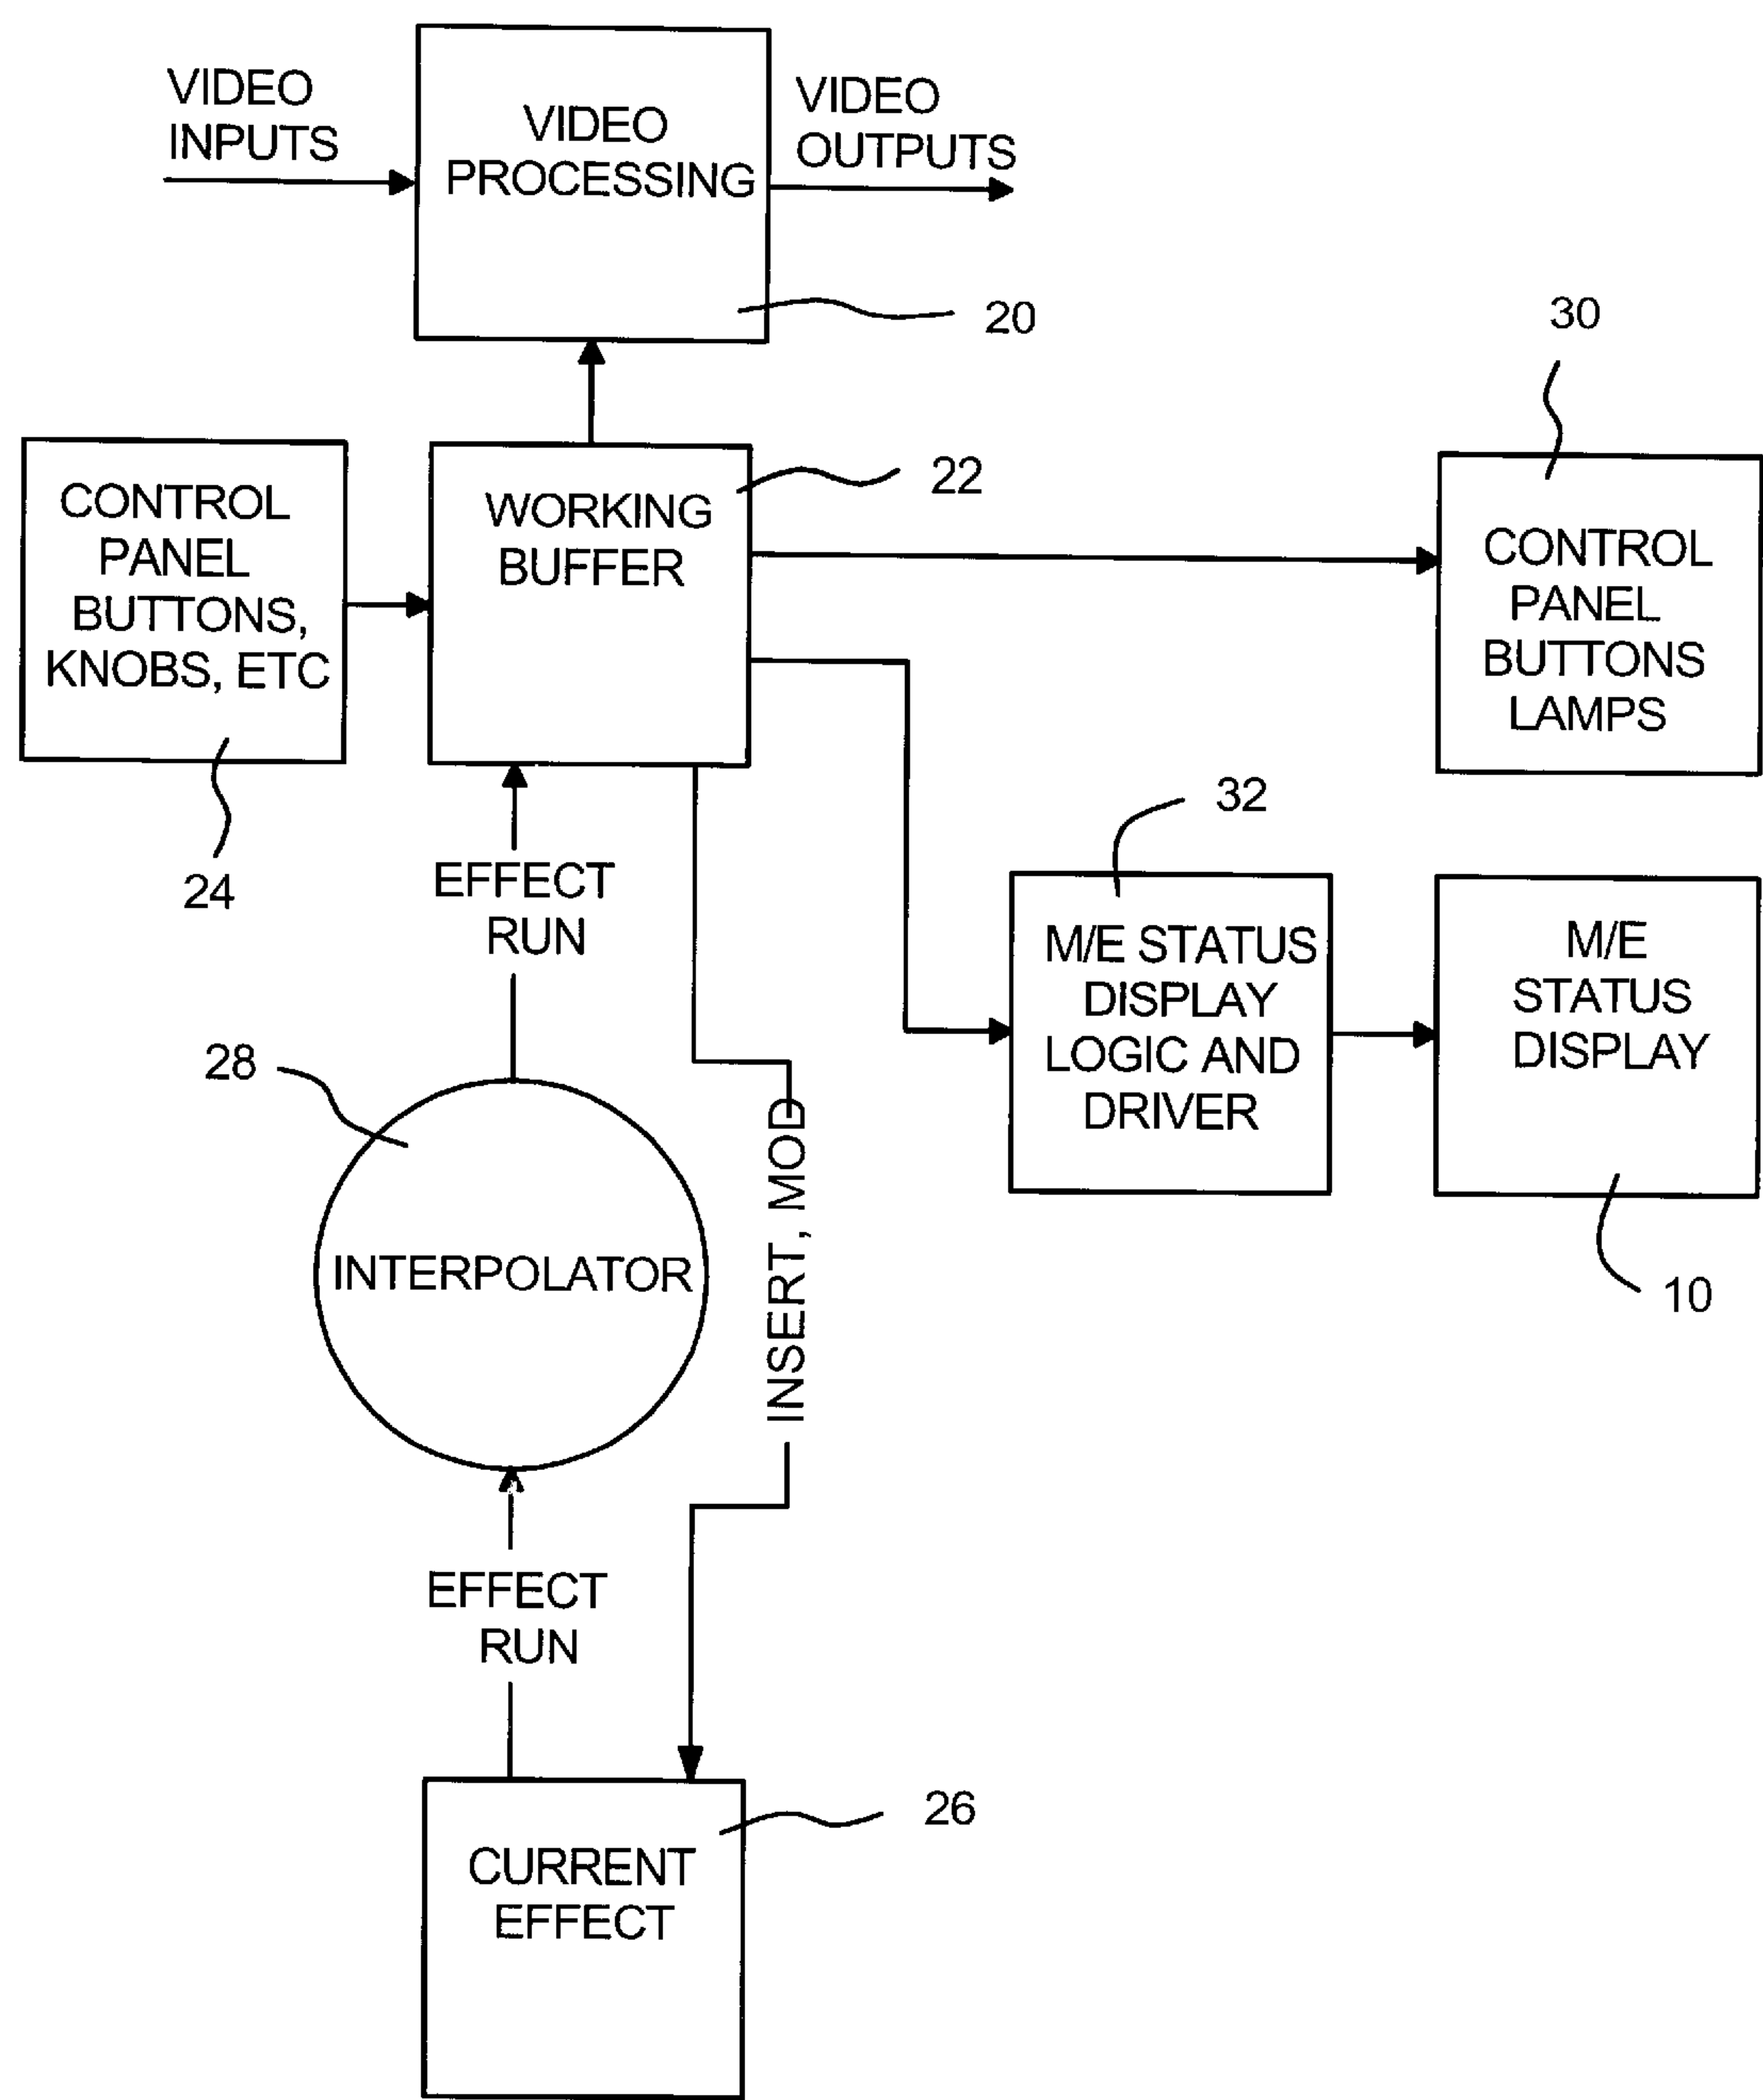 VIDEO
INPUTS
VIDEO
PROCESSING
VIDEO
OUTPUTS
20
30
CONTROL
PANEL
BUTTONS,
KNOBS, ETC
24
WORKING
BUFFER
22
CONTROL
PANEL
BUTTONS
LAMPS
EFFECT
RUN
32
M/E STATUS
DISPLAY
LOGIC AND
DRIVER
M/E
STATUS
DISPLAY
10
28
INTERPOLATOR
INSERT, MOD
EFFECT
RUN
26
CURRENT
EFFECT